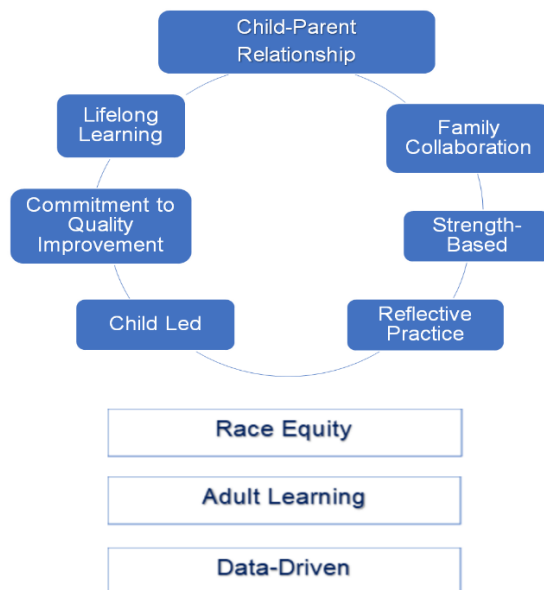 Child-Parent
Relationship
Lifelong
Learning
Family
Collaboration
Commitment to
Quality
Improvement
Strength-
Based
Child Led
Reflective
Practice
Race Equity
Adult Learning
Data-Driven